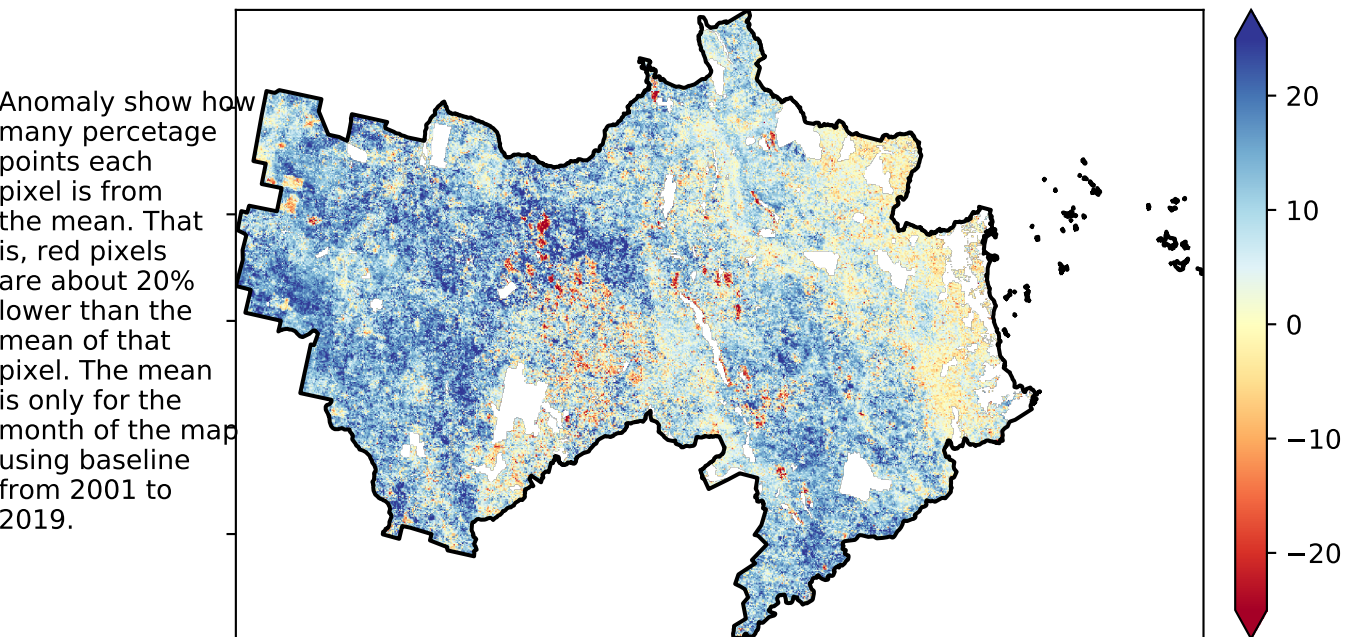 Anomaly show how
many percetage
points each
pixel is from
the mean. That
is, red pixels
are about 20%
lower than the
mean of that
pixel. The mean
is only for the
month of the map
using baseline
from 2001 to
2019.
20
10
0
−10
−20